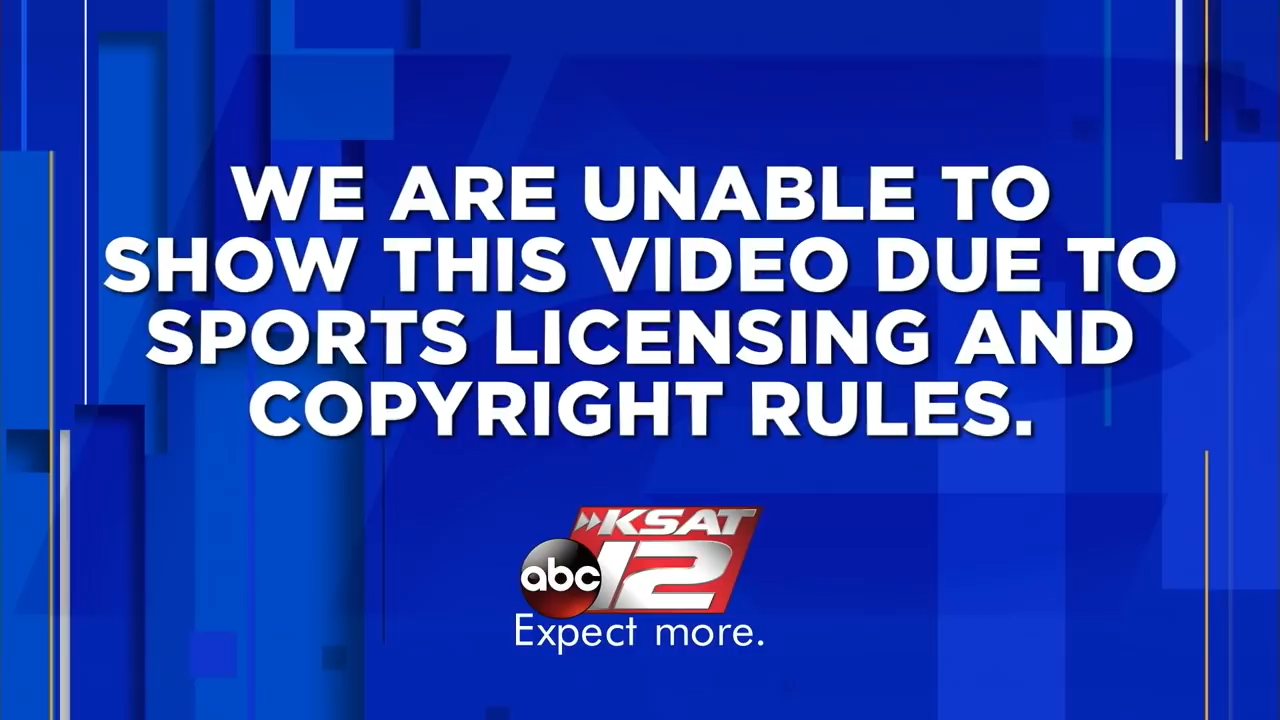 WE ARE UNABLE TO
SHOW THIS VIDEO DUE TO
SPORTS LICENSING AND
COPYRIGHT RULES.
KSAT
abc 12
Expect more.